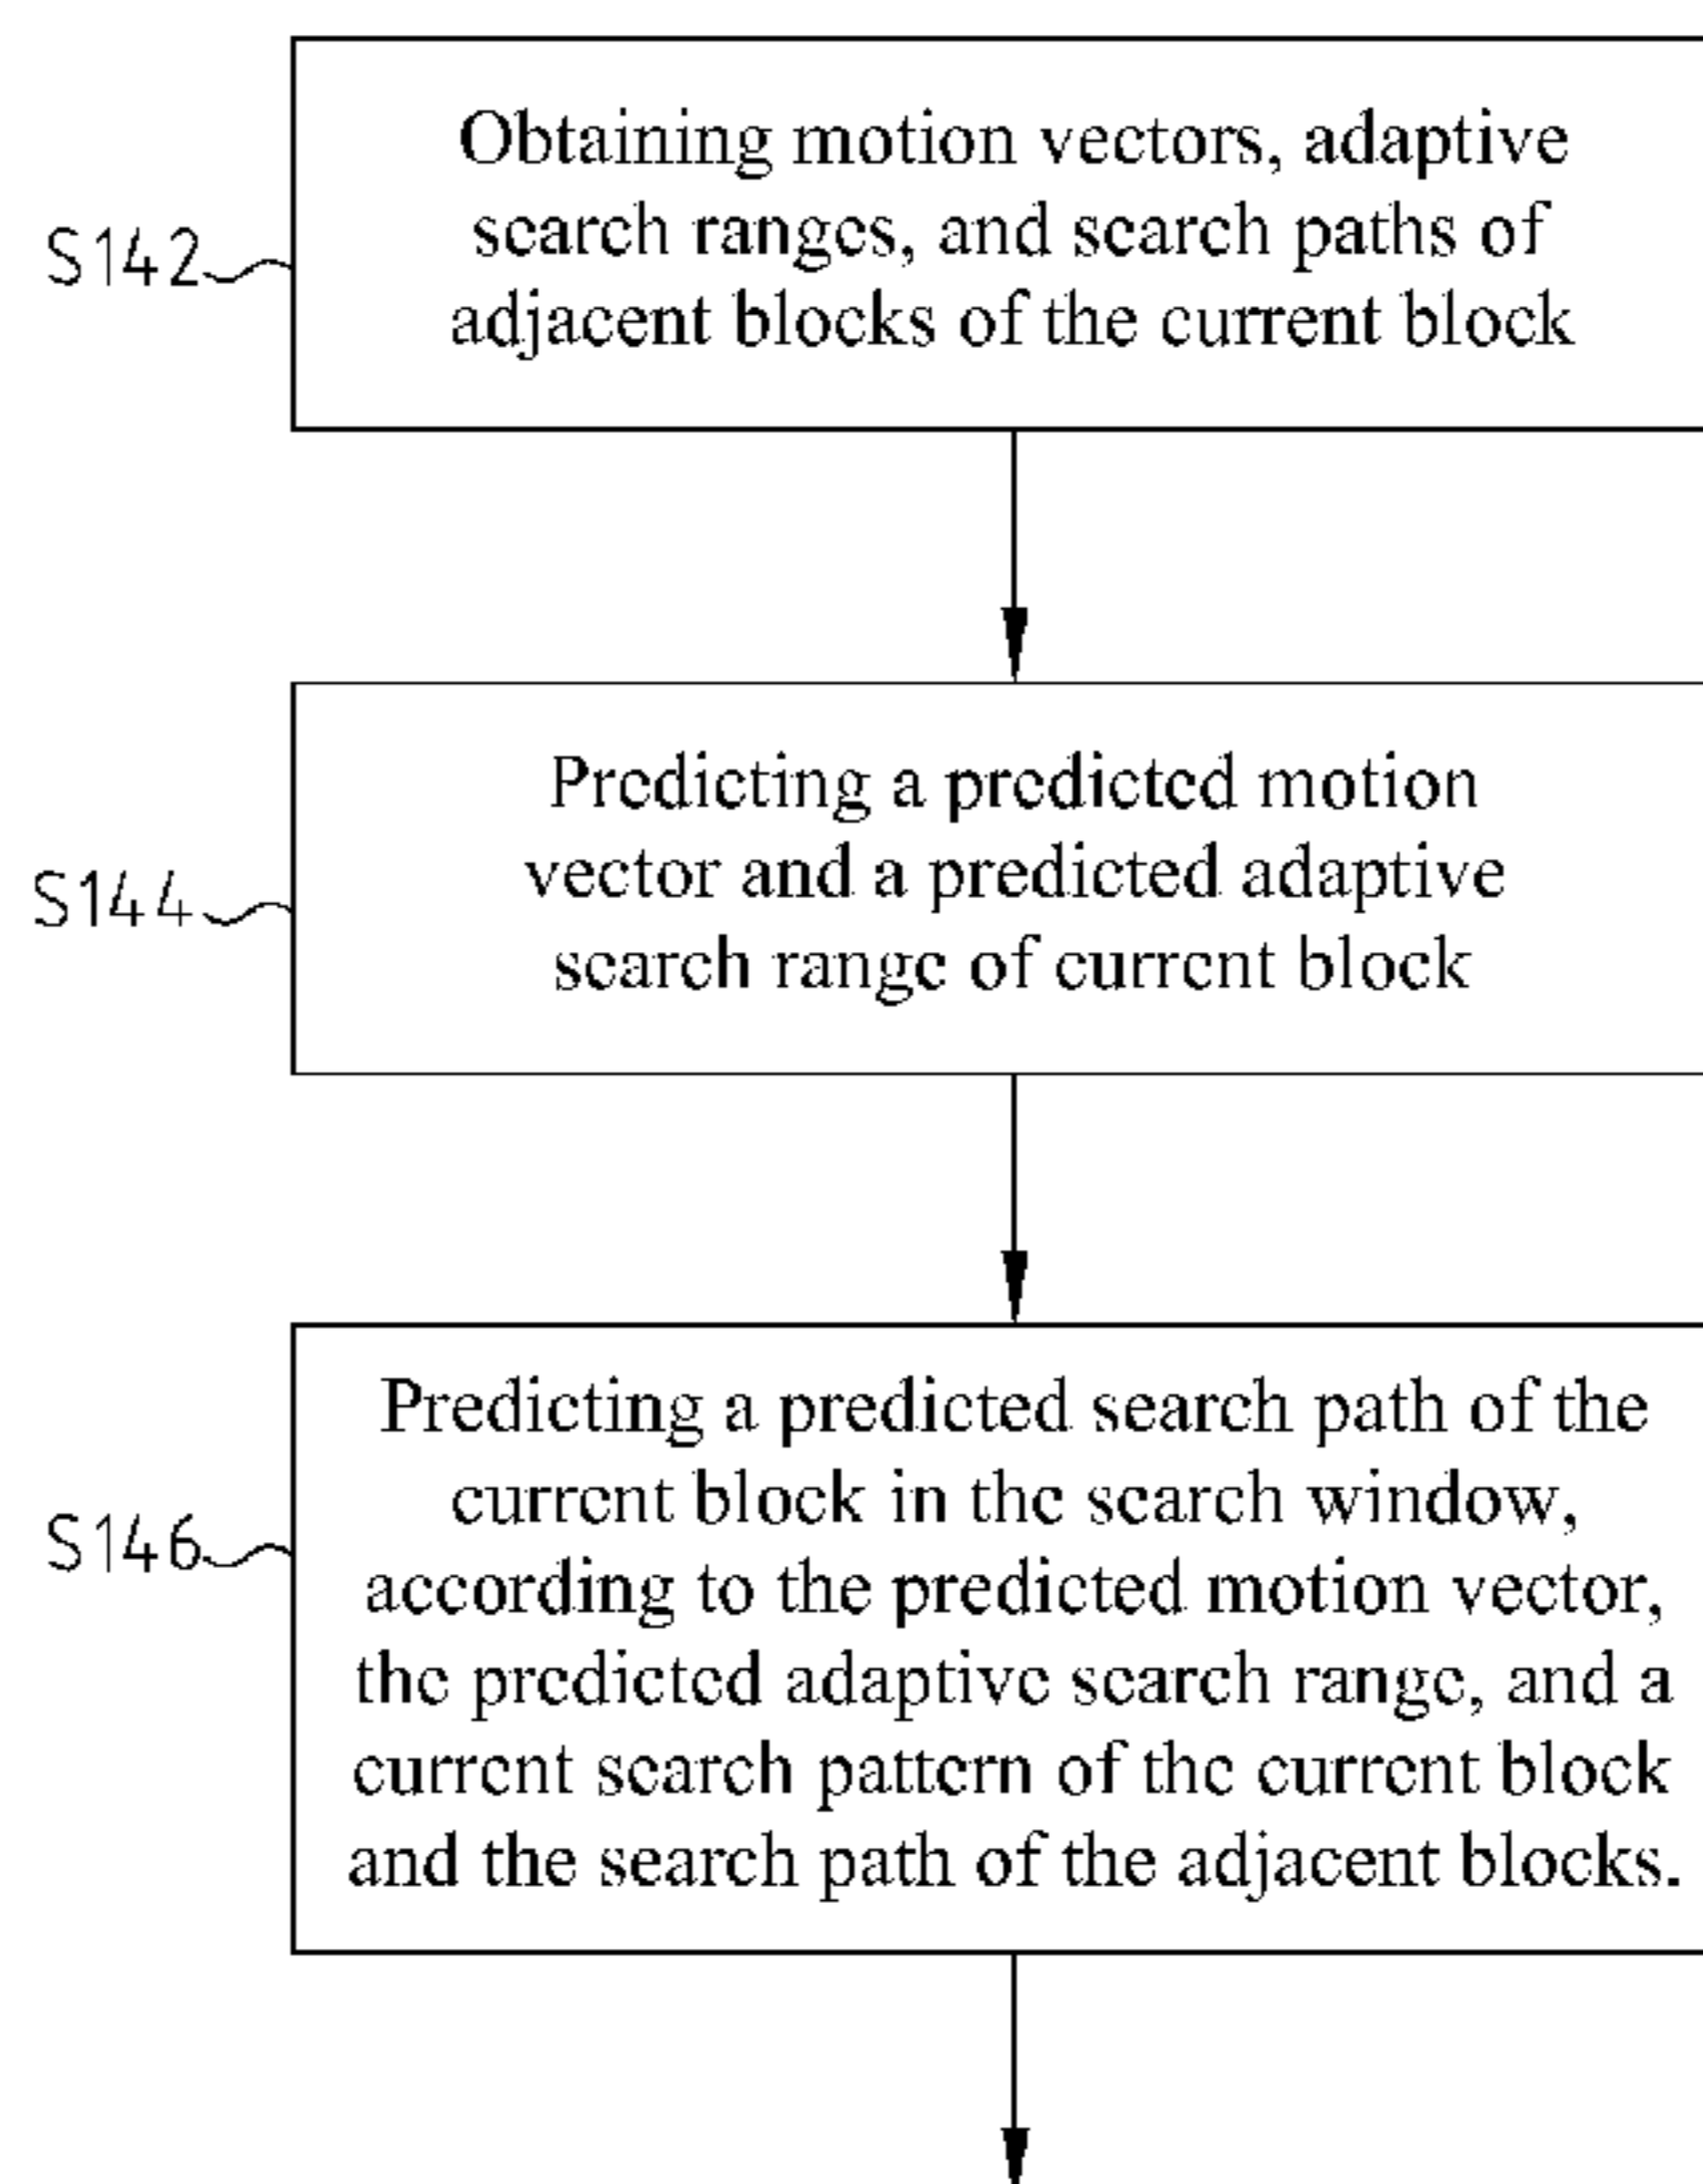 Obtaining motion vectors, adaptive
search ranges, and search paths of
adjacent blocks of the current block
S142
Predicting a predicted motion
vector and a predicted adaptive
search range of current block
S144
Predicting a predicted search path of the
current block in the search window,
according to the predicted motion vector,
the predicted adaptive search range, and a
current search pattern of the current block
and the search path of the adjacent blocks.
S146